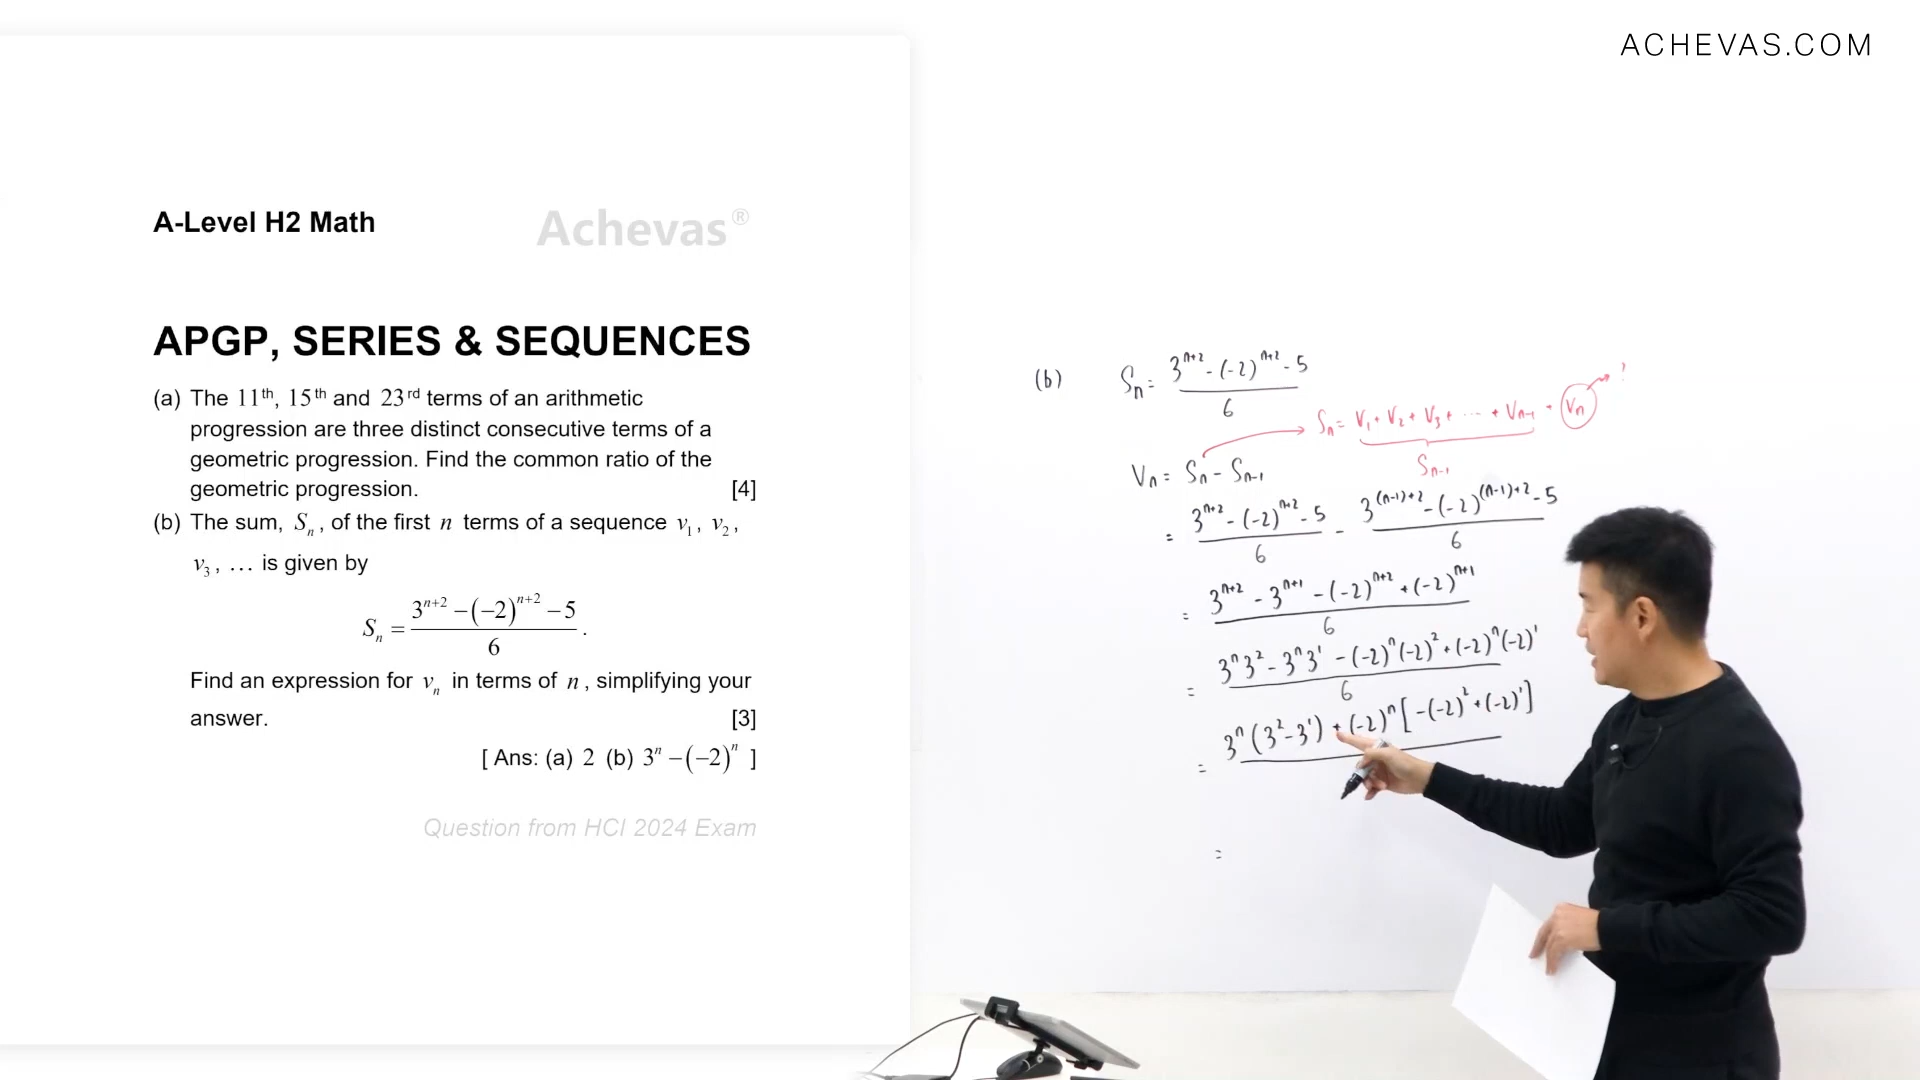 ACHEVAS.COM
A-Level H2 Math
Achevas®
APGP, SERIES & SEQUENCES
(a) The 11th, 15th and 23rd terms of an arithmetic
progression are three distinct consecutive terms of a
geometric progression. Find the common ratio of the
geometric progression. [4]
(b) The sum, Sₙ, of the first n terms of a sequence v₁, v₂,
v₃, … is given by
Sₙ = (3^(n+2) − (−2)^(n+2) − 5) / 6 .
Find an expression for vₙ in terms of n, simplifying your
answer. [3]
[ Ans: (a) 2 (b) 3^n − (−2)^n ]
Question from HCI 2024 Exam
(b) Sn = (3^(n+2) - (-2)^(n+2) - 5) / 6
Sn = V1 + V2 + V3 + ... + Vn-1 + Vn → !
Sn-1
Vn = Sn - Sn-1
= (3^(n+2) - (-2)^(n+2) - 5) / 6 - (3^((n-1)+2) - (-2)^((n-1)+2) - 5) / 6
= (3^(n+2) - 3^(n+1) - (-2)^(n+2) + (-2)^(n+1)) / 6
= (3^n 3^2 - 3^n 3^1 - (-2)^n (-2)^2 + (-2)^n (-2)^1) / 6
= 3^n (3^2 - 3^1) + (-2)^n [-(-2)^2 + (-2)^1]
=